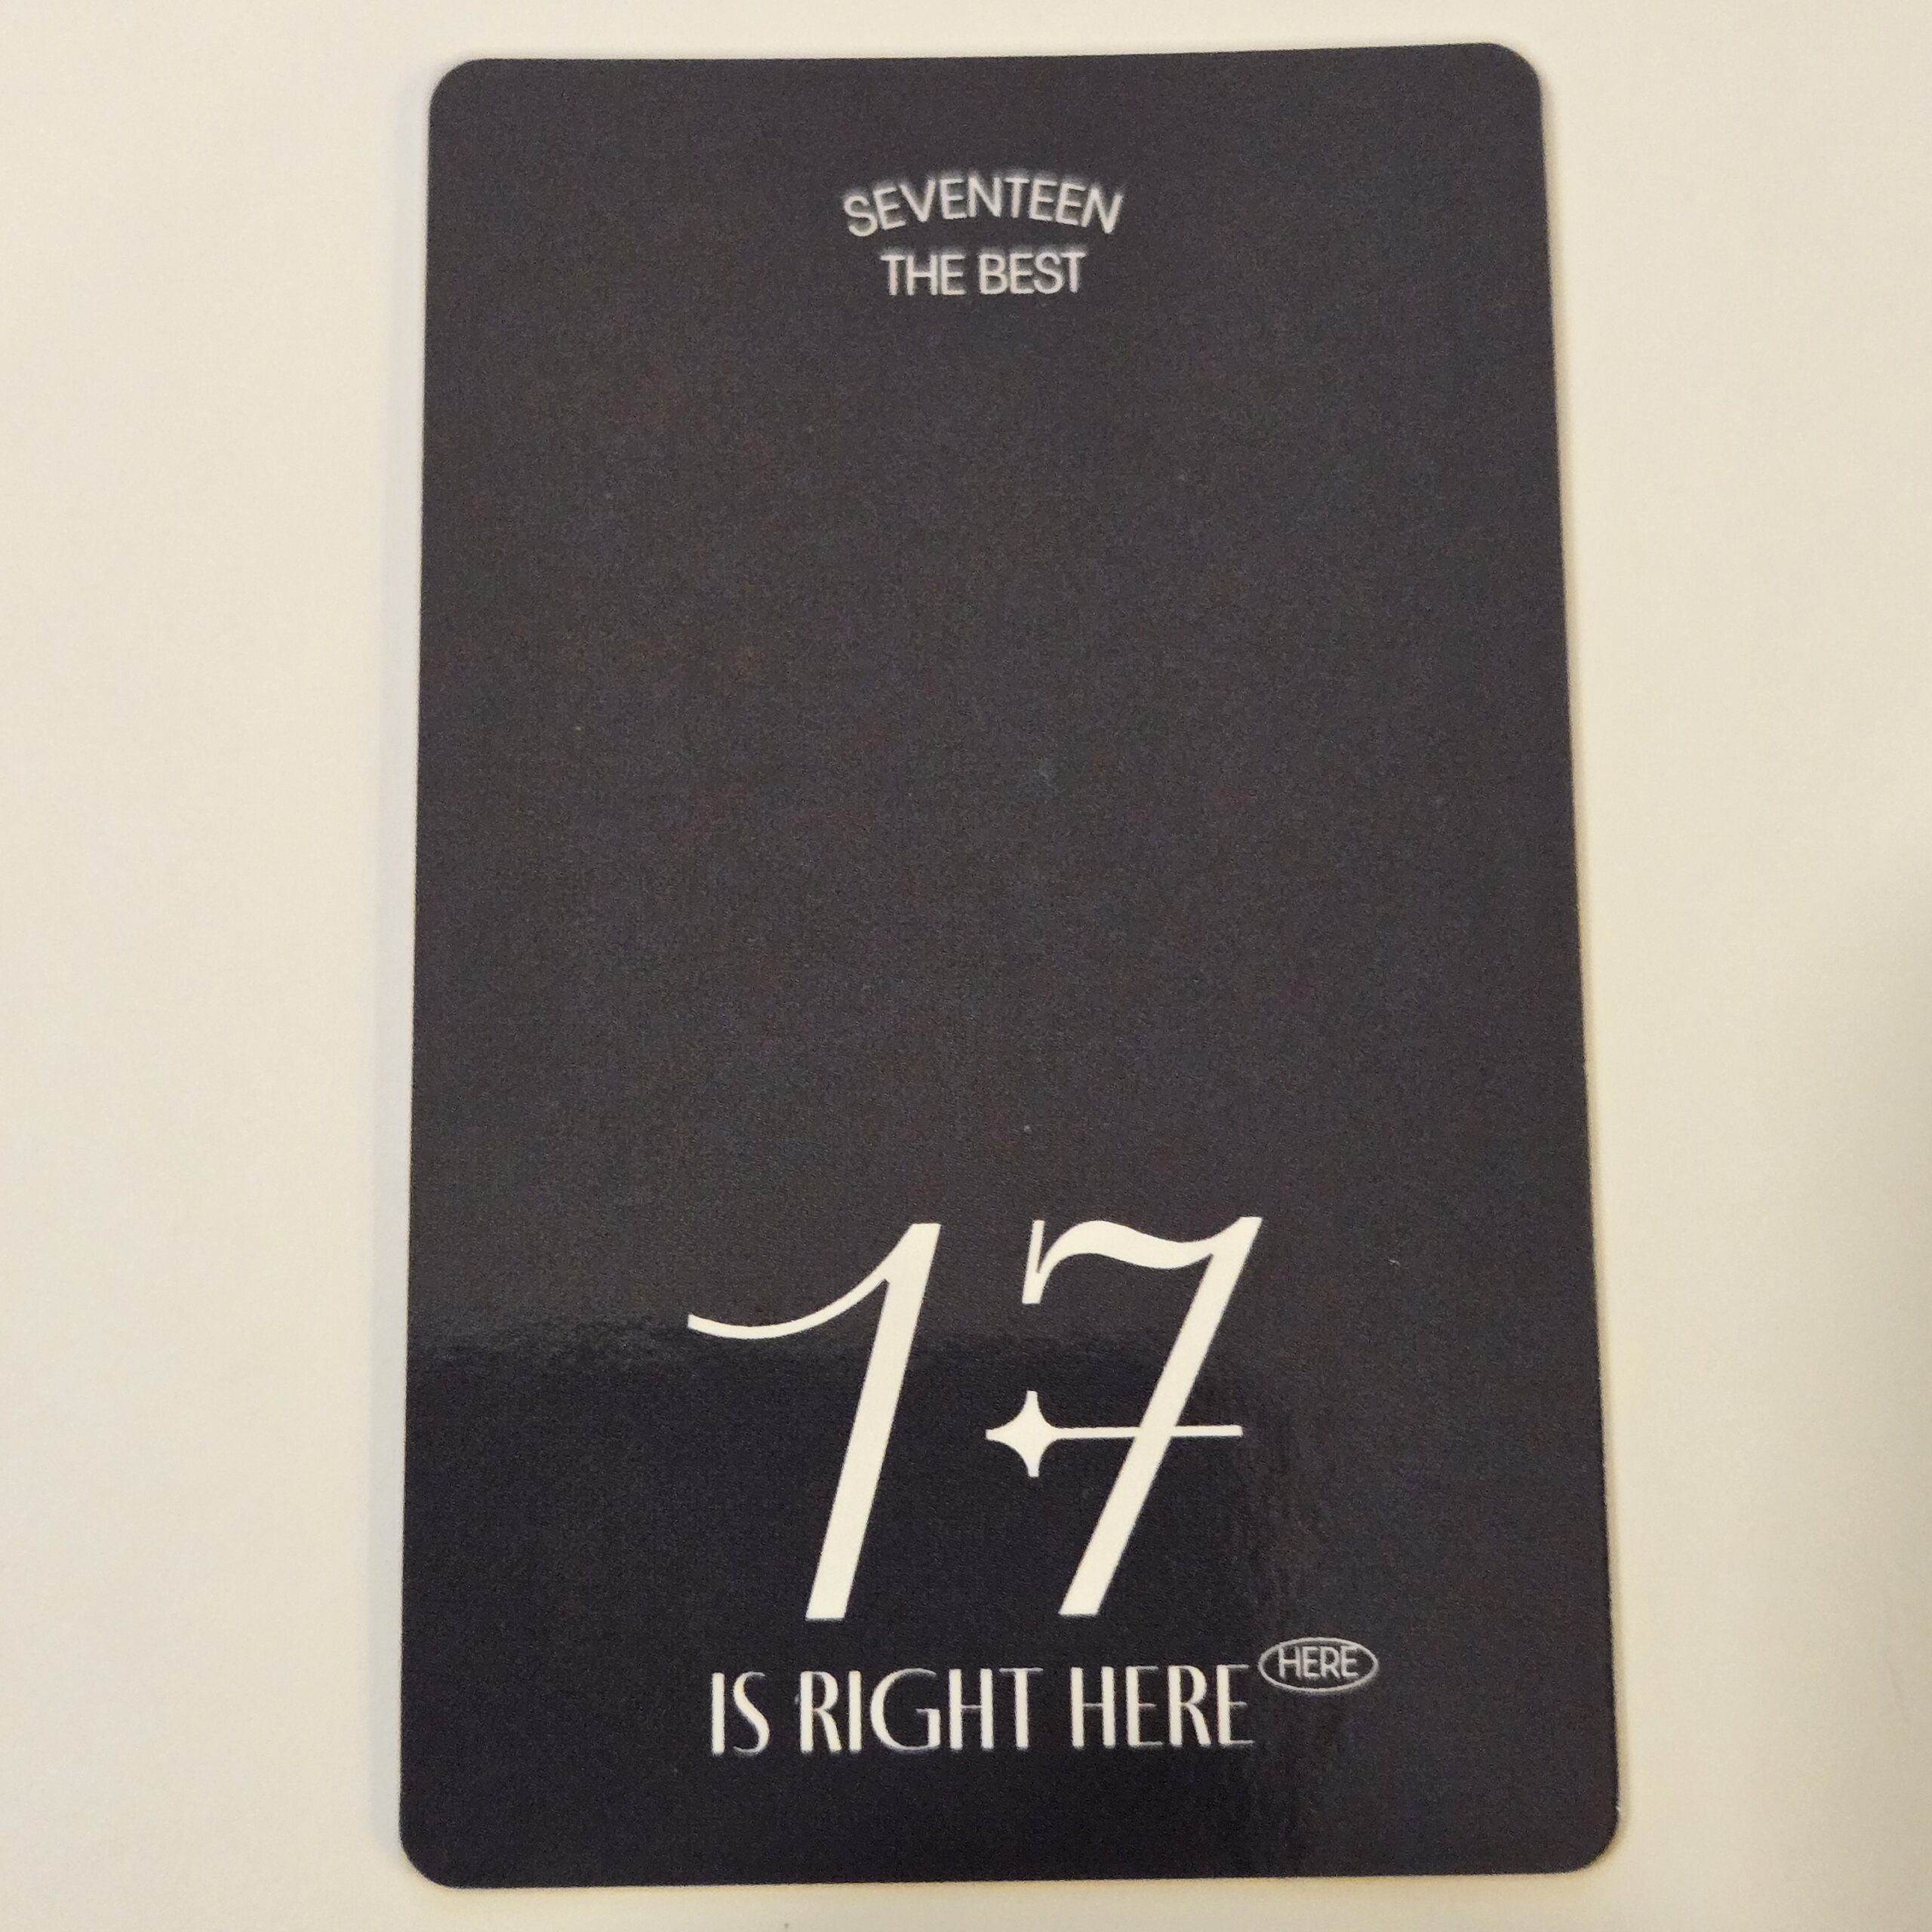 SEVENTEEN
THE BEST
17
IS RIGHT HERE HERE